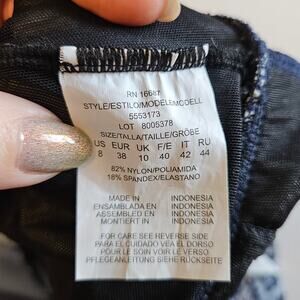 RN 16687
STYLE/ESTILO/MODELE/MODELL
5553173
LOT 8005378
SIZE/TALLA/TAILLE/GRÖßE
US EUR UK F/E IT RU
8 38 10 40 42 44
82% NYLON/POLIAMIDA
18% SPANDEX/ELASTANO
MADE IN INDONESIA
ENSAMBLADA EN INDONESIA
ASSEMBLED EN INDONESIA
MONTIERT IN INDONESIA
FOR CARE SEE REVERSE SIDE
PARA EL CUIDADO VEA EL DORSO
POUR LE SOIN VOIR LE VERSO
PFLEGEANLEITUNG SIEHE RÜCKSEITE